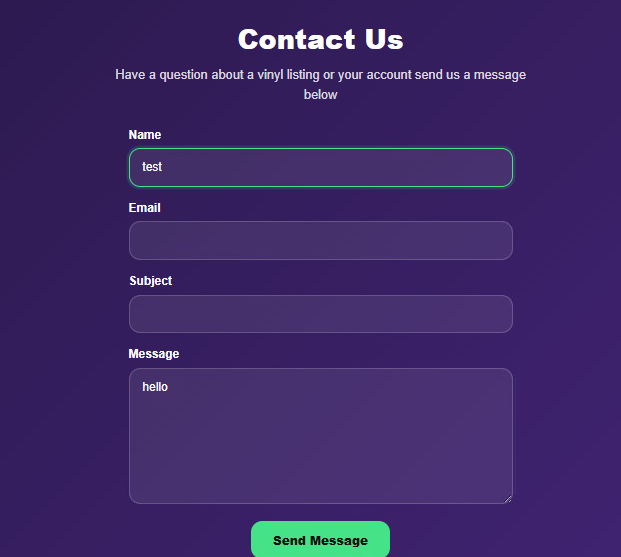 Contact Us
Have a question about a vinyl listing or your account send us a message
below
Name
test
Email
Subject
Message
hello
Send Message